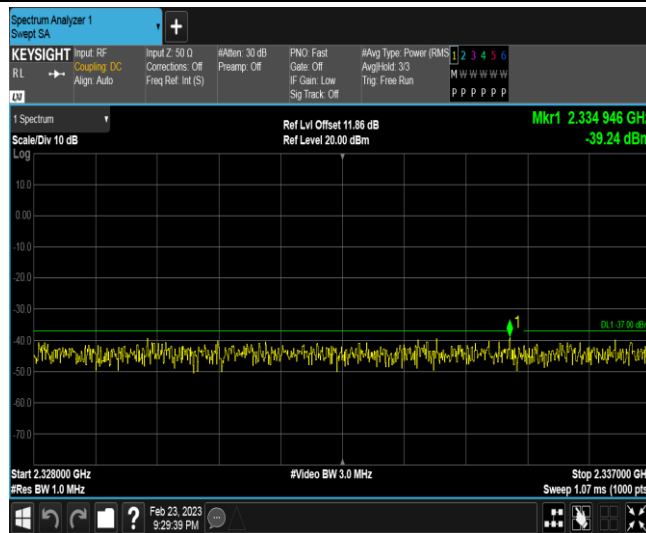 Spectrum Analyzer 1
Swept SA
+
KEYSIGHT
RL
Input: RF
Coupling: DC
Align: Auto
Input Z: 50 Ω
Corrections: Off
Freq Ref: Int (S)
#Atten: 30 dB
Preamp: Off
PNO: Fast
Gate: Off
IF Gain: Low
Sig Track: Off
#Avg Type: Power (RMS
Avg|Hold: 3/3
Trig: Free Run
1 2 3 4 5 6
M W W W W W
P P P P P P
1 Spectrum
Scale/Div 10 dB
Log
Ref Lvl Offset 11.86 dB
Ref Level 20.00 dBm
Mkr1 2.334 946 GHz
-39.24 dBm
10.0
0.00
-10.0
-20.0
-30.0
1
DL1 -37.00 dBm
-40.0
-50.0
-60.0
-70.0
Start 2.328000 GHz
#Res BW 1.0 MHz
#Video BW 3.0 MHz
Stop 2.337000 GHz
Sweep 1.07 ms (1000 pts)
?
Feb 23, 2023
9:29:39 PM